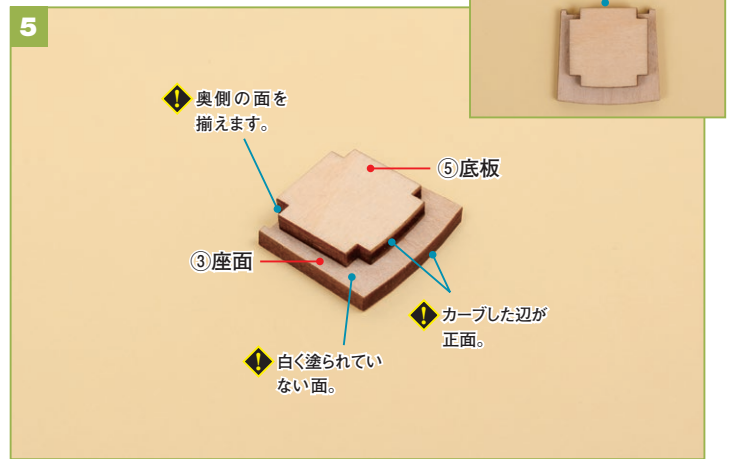 5
奥側の面を
揃えます。
⑤底板
③座面
カーブした辺が
正面。
白く塗られてい
ない面。